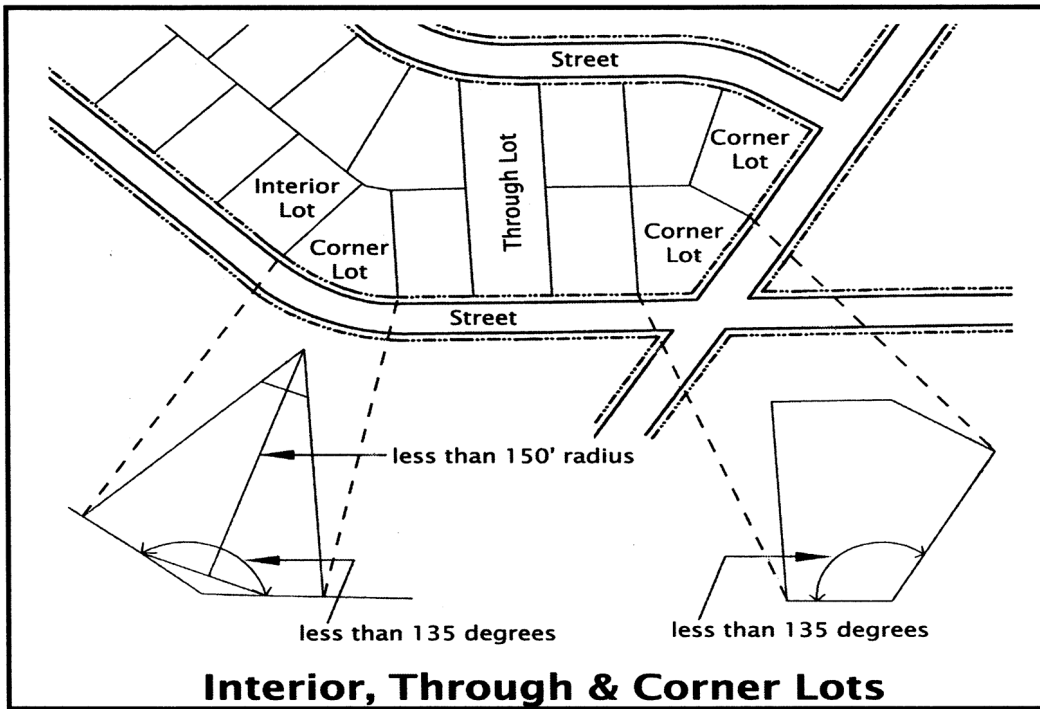 Street
Corner
Lot
Through Lot
Interior
Lot
Corner
Lot
Corner
Lot
Street
less than 150' radius
less than 135 degrees
less than 135 degrees
Interior, Through & Corner Lots